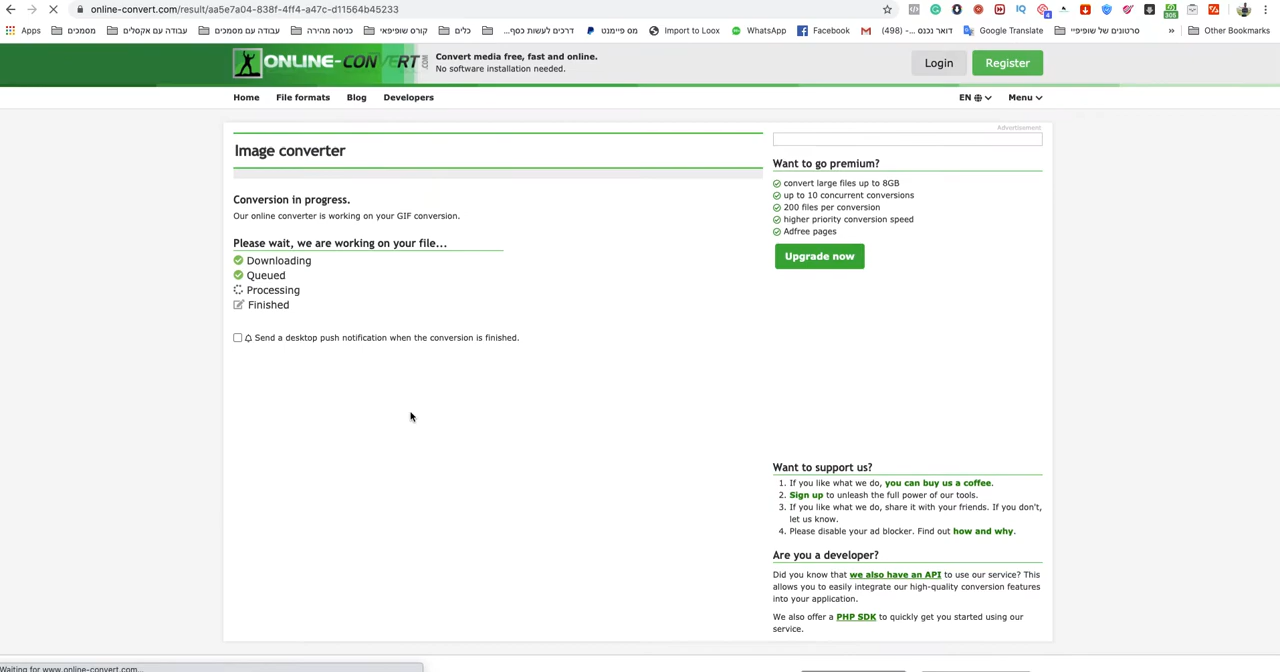 online-convert.com/result/aa5e7a04-838f-4ff4-a47c-d11564b45233
Apps
מסמכים
עבודה עם אקסלים
עבודה עם מסמכים
כניסה מהירה
קורס שופיפאי
כלים
דרכים לעשות כסף...
מס פיימנט
Import to Loox
WhatsApp
Facebook
דואר נכנס - (498)...
Google Translate
סרטונים של שופיפיי
»
Other Bookmarks
ONLINE-CONVERT.COM
Convert media free, fast and online.
No software installation needed.
Login
Register
Home
File formats
Blog
Developers
EN
Menu
Advertisement
Image converter
Conversion in progress.
Our online converter is working on your GIF conversion.
Please wait, we are working on your file...
Downloading
Queued
Processing
Finished
Send a desktop push notification when the conversion is finished.
Want to go premium?
convert large files up to 8GB
up to 10 concurrent conversions
200 files per conversion
higher priority conversion speed
Adfree pages
Upgrade now
Want to support us?
1. If you like what we do, you can buy us a coffee.
2. Sign up to unleash the full power of our tools.
3. If you like what we do, share it with your friends. If you don't,
let us know.
4. Please disable your ad blocker. Find out how and why.
Are you a developer?
Did you know that we also have an API to use our service? This
allows you to easily integrate our high-quality conversion features
into your application.
We also offer a PHP SDK to quickly get you started using our
service.
Waiting for www.online-convert.com...